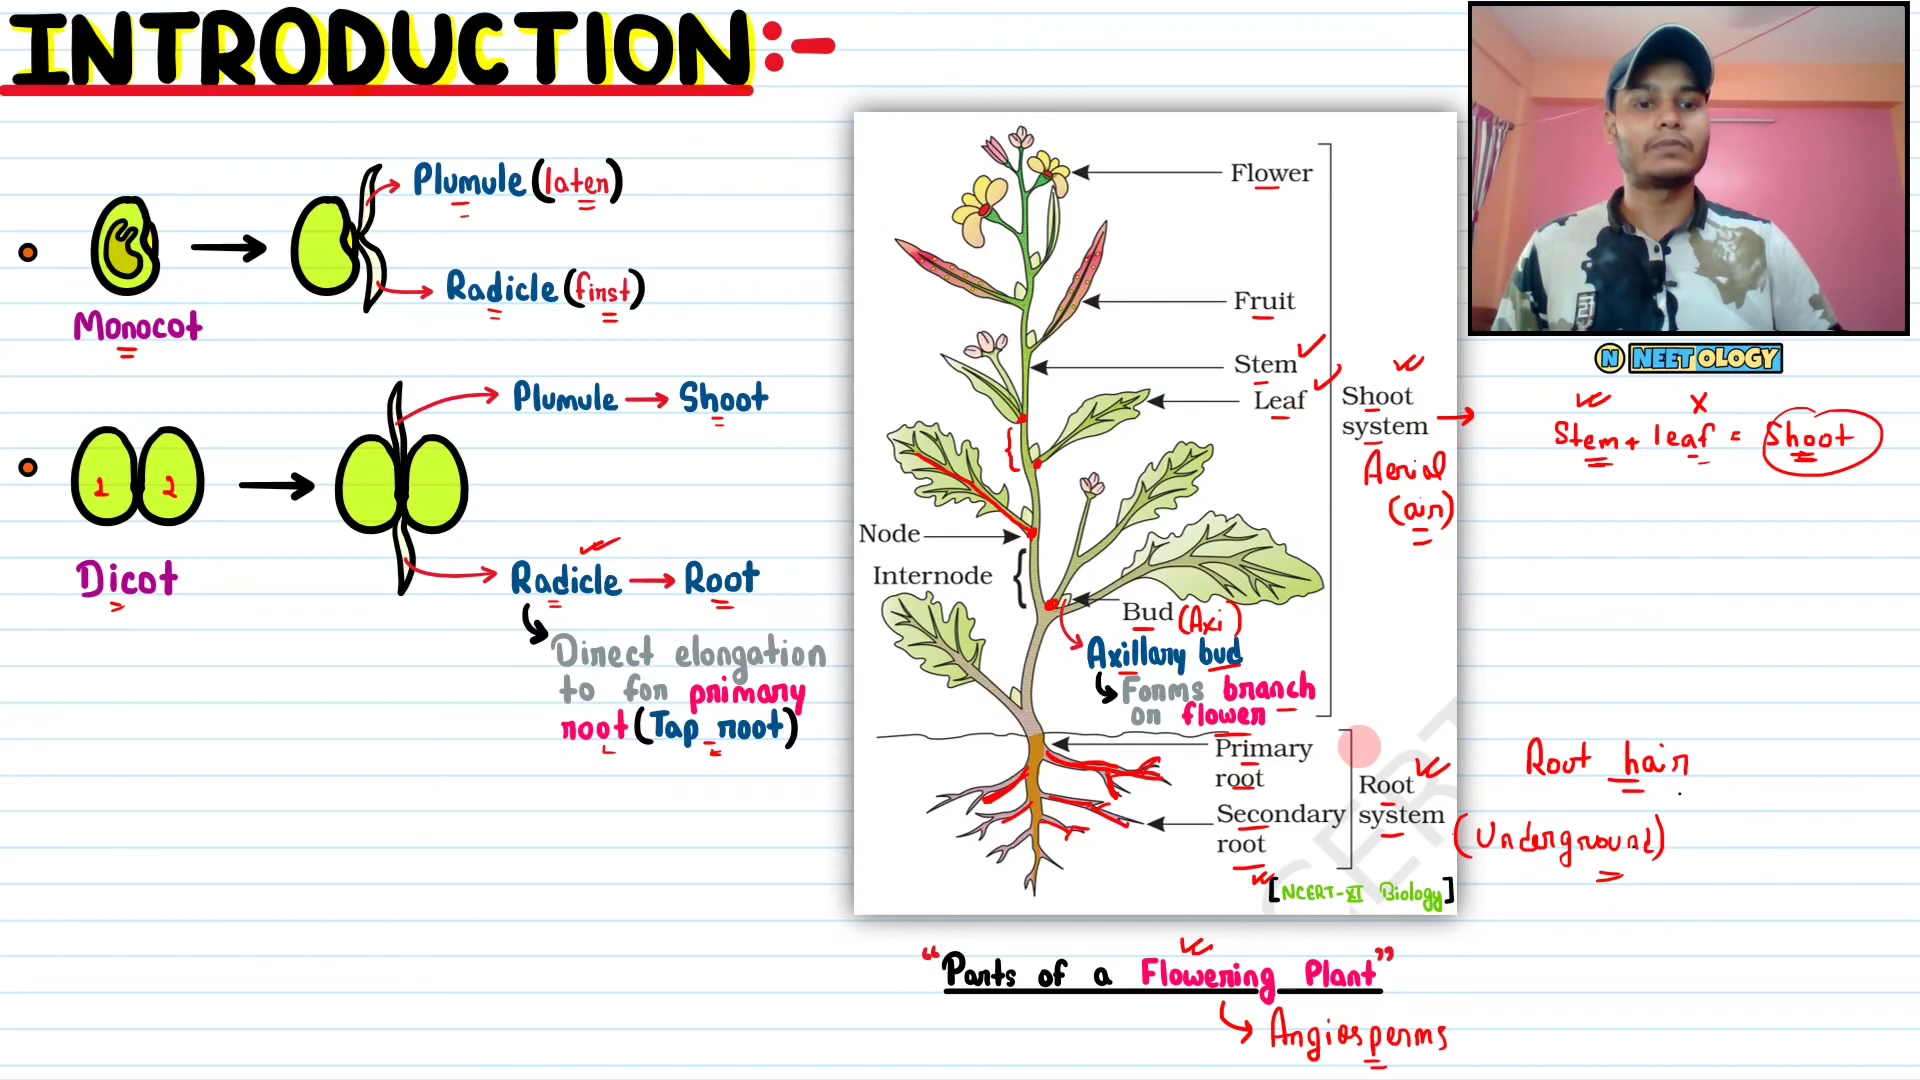 INTRODUCTION:-
Plumule (later)
Radicle (first)
Monocot
Plumule → Shoot
1 2
Dicot
Radicle → Root
Direct elongation
to for primary
root (Tap root)
Flower
Fruit
Stem
Leaf
Shoot
system
Aerial
(air)
Node
Internode
Bud (Axi)
Axillary bud
Forms branch
or flower
Primary
root
Secondary
root
Root
system
[NCERT-XI Biology]
"Parts of a Flowering Plant"
Angiosperms
N NEETOLOGY
Stem + leaf = Shoot
Root hair
(Underground)